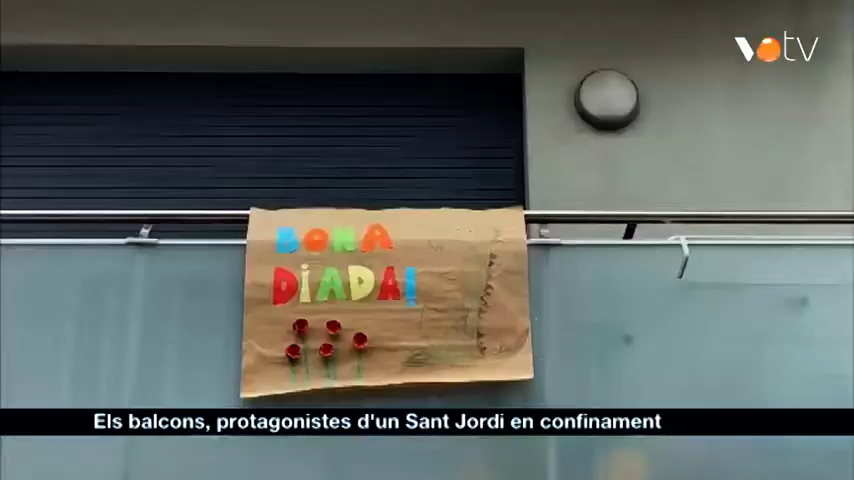 votv
BONA
DiADA!
Els balcons, protagonistes d'un Sant Jordi en confinament